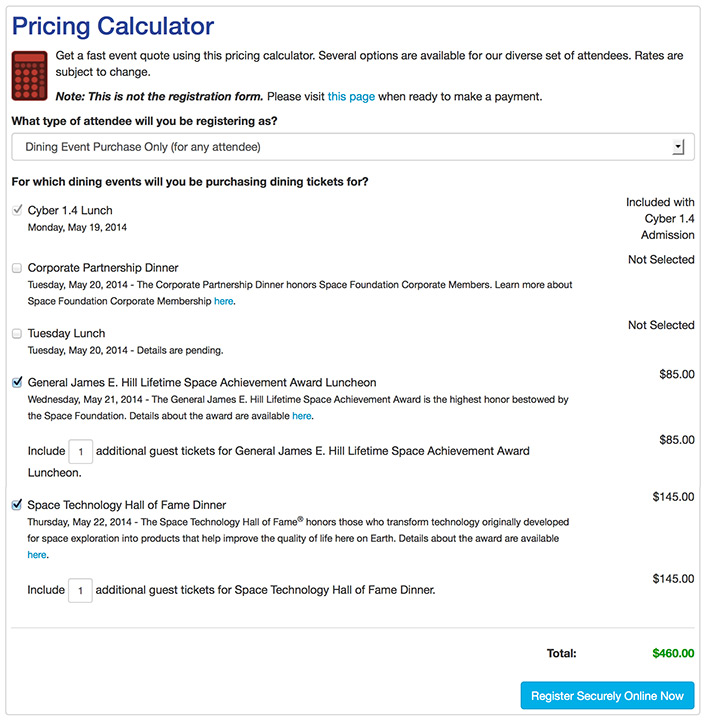 Pricing Calculator
Get a fast event quote using this pricing calculator. Several options are available for our diverse set of attendees. Rates are
subject to change.
Note: This is not the registration form. Please visit this page when ready to make a payment.
What type of attendee will you be registering as?
Dining Event Purchase Only (for any attendee)
For which dining events will you be purchasing dining tickets for?
Cyber 1.4 Lunch
Monday, May 19, 2014
Included with
Cyber 1.4
Admission
Corporate Partnership Dinner
Not Selected
Tuesday, May 20, 2014 - The Corporate Partnership Dinner honors Space Foundation Corporate Members. Learn more about
Space Foundation Corporate Membership here.
Tuesday Lunch
Not Selected
Tuesday, May 20, 2014 - Details are pending.
General James E. Hill Lifetime Space Achievement Award Luncheon
$85.00
Wednesday, May 21, 2014 - The General James E. Hill Lifetime Space Achievement Award is the highest honor bestowed by
the Space Foundation. Details about the award are available here.
Include 1 additional guest tickets for General James E. Hill Lifetime Space Achievement Award
Luncheon.
$85.00
Space Technology Hall of Fame Dinner
$145.00
Thursday, May 22, 2014 - The Space Technology Hall of Fame® honors those who transform technology originally developed
for space exploration into products that help improve the quality of life here on Earth. Details about the award are available
here.
Include 1 additional guest tickets for Space Technology Hall of Fame Dinner.
$145.00
Total: $460.00
Register Securely Online Now